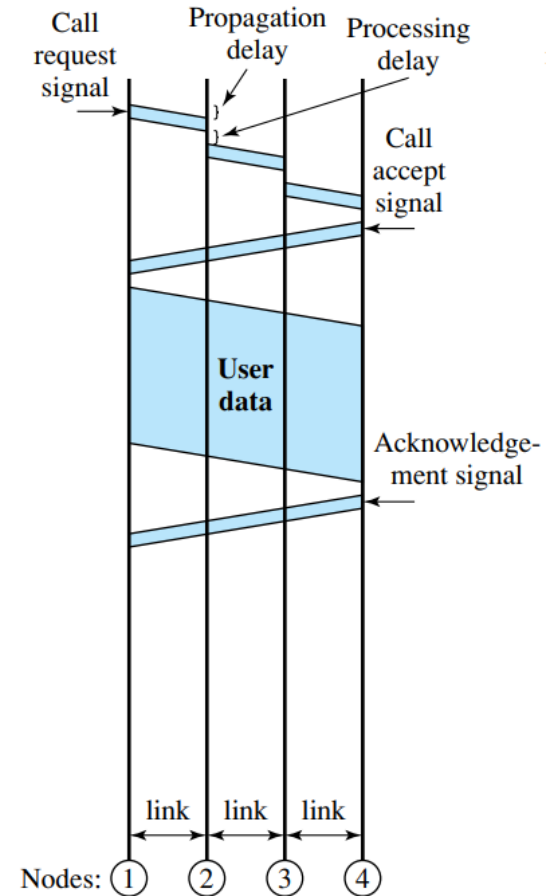 Call
request
signal
Propagation
delay
Processing
delay
Call
accept
signal
User
data
Acknowledge-
ment signal
link link link
Nodes: 1 2 3 4